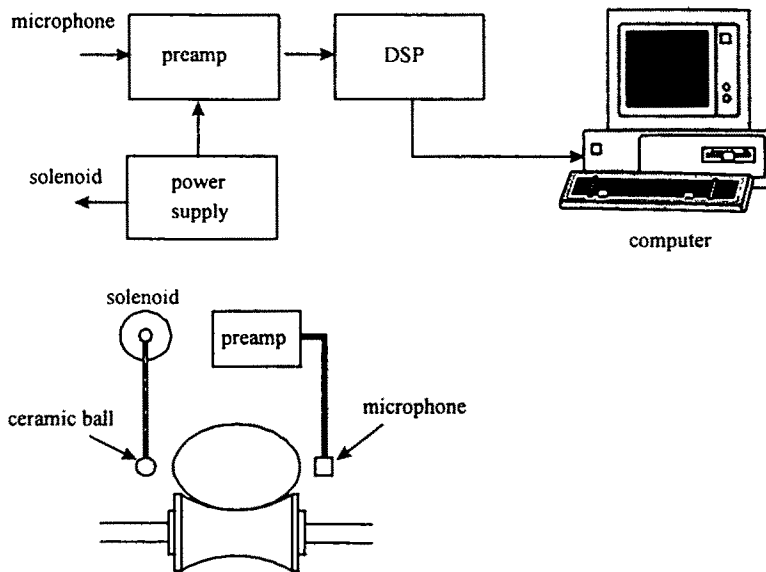 microphone
preamp
DSP
solenoid
power
supply
computer
solenoid
preamp
microphone
ceramic ball